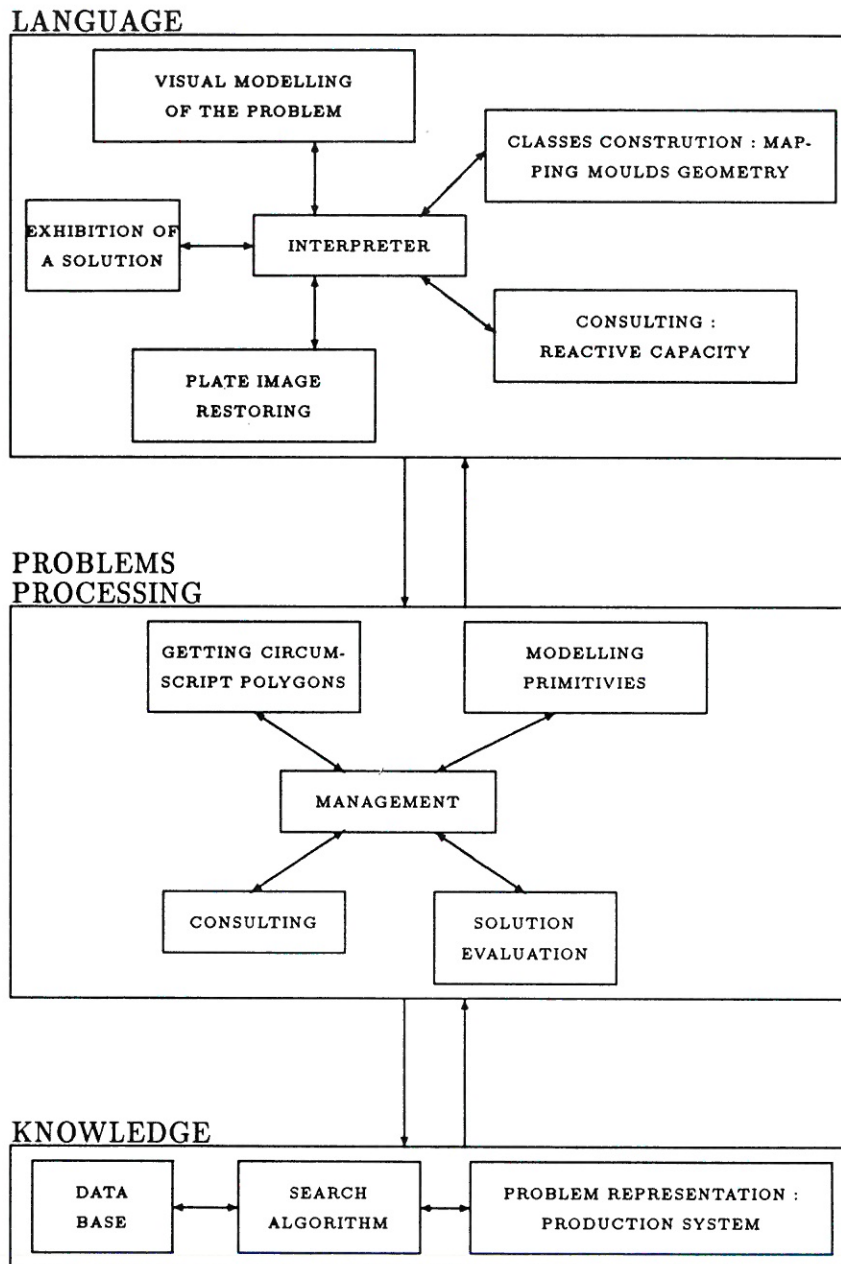 LANGUAGE
VISUAL MODELLING
OF THE PROBLEM
CLASSES CONSTRUTION : MAP-
PING MOULDS GEOMETRY
EXHIBITION OF
A SOLUTION
INTERPRETER
CONSULTING :
REACTIVE CAPACITY
PLATE IMAGE
RESTORING
PROBLEMS
PROCESSING
GETTING CIRCUM-
SCRIPT POLYGONS
MODELLING
PRIMITIVIES
MANAGEMENT
CONSULTING
SOLUTION
EVALUATION
KNOWLEDGE
DATA
BASE
SEARCH
ALGORITHM
PROBLEM REPRESENTATION :
PRODUCTION SYSTEM